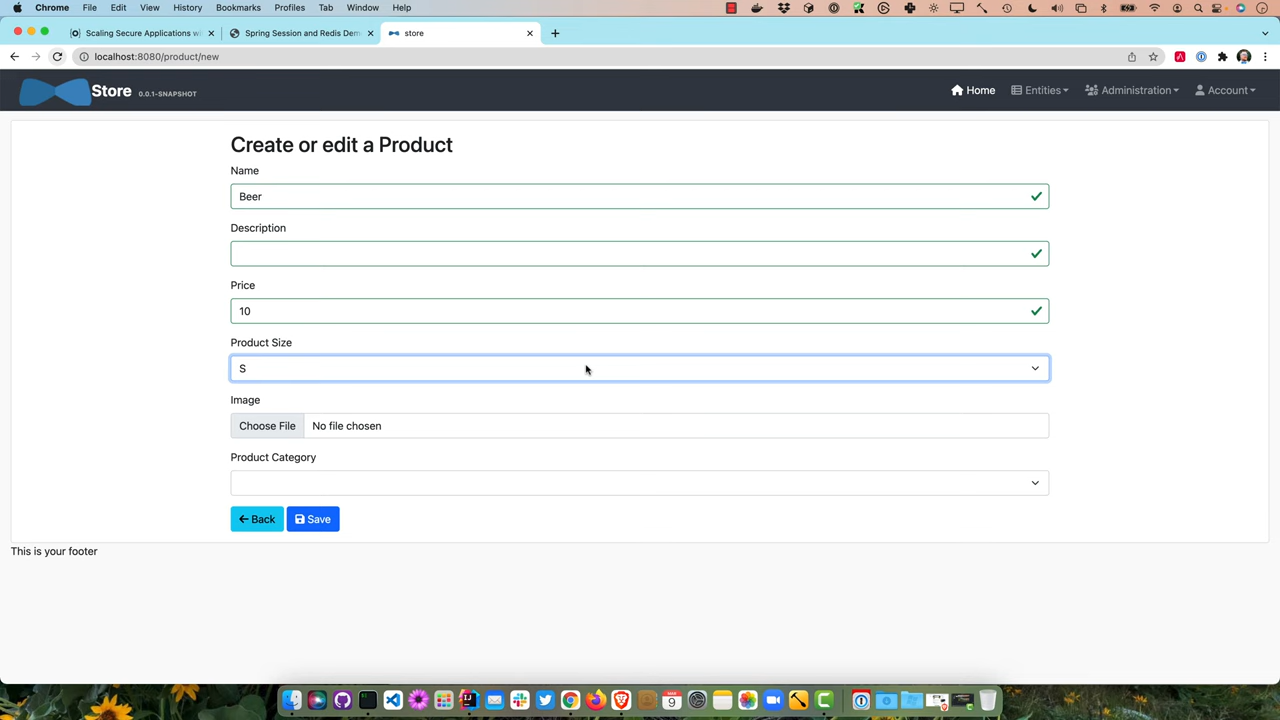 Chrome File Edit View History Bookmarks Profiles Tab Window Help
Scaling Secure Applications wi
Spring Session and Redis Dem
store
localhost:8080/product/new
Store 0.0.1-SNAPSHOT
Home Entities Administration Account
Create or edit a Product
Name
Beer
Description
Price
10
Product Size
S
Image
Choose File No file chosen
Product Category
Back Save
This is your footer
MAR
9